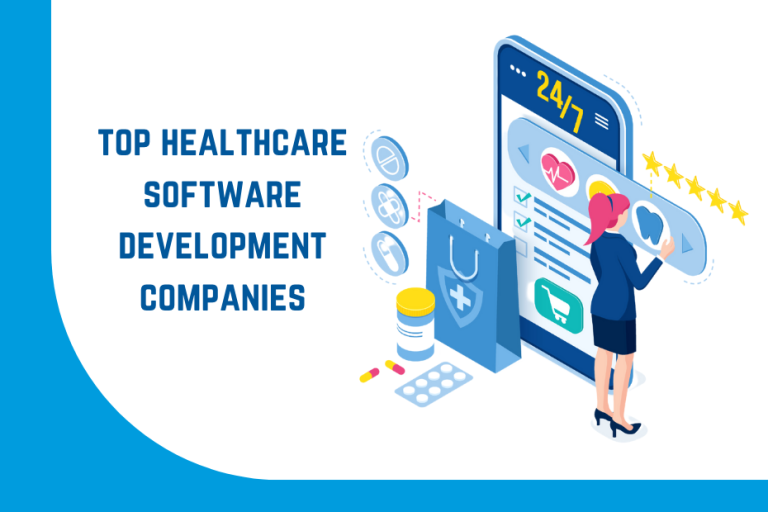 TOP HEALTHCARE
SOFTWARE
DEVELOPMENT
COMPANIES
24/7